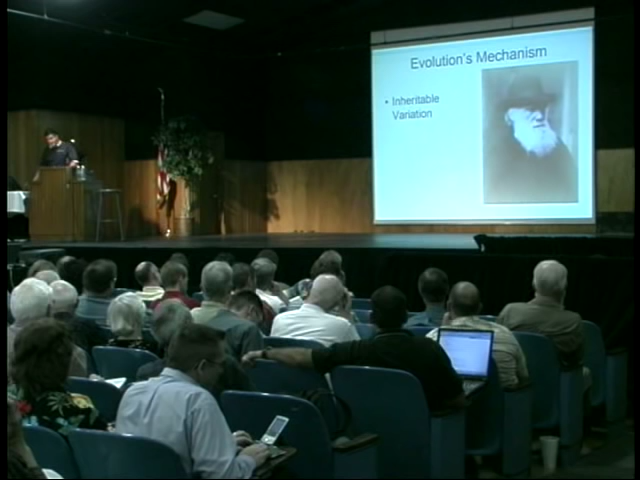 Evolution's Mechanism
• Inheritable
Variation